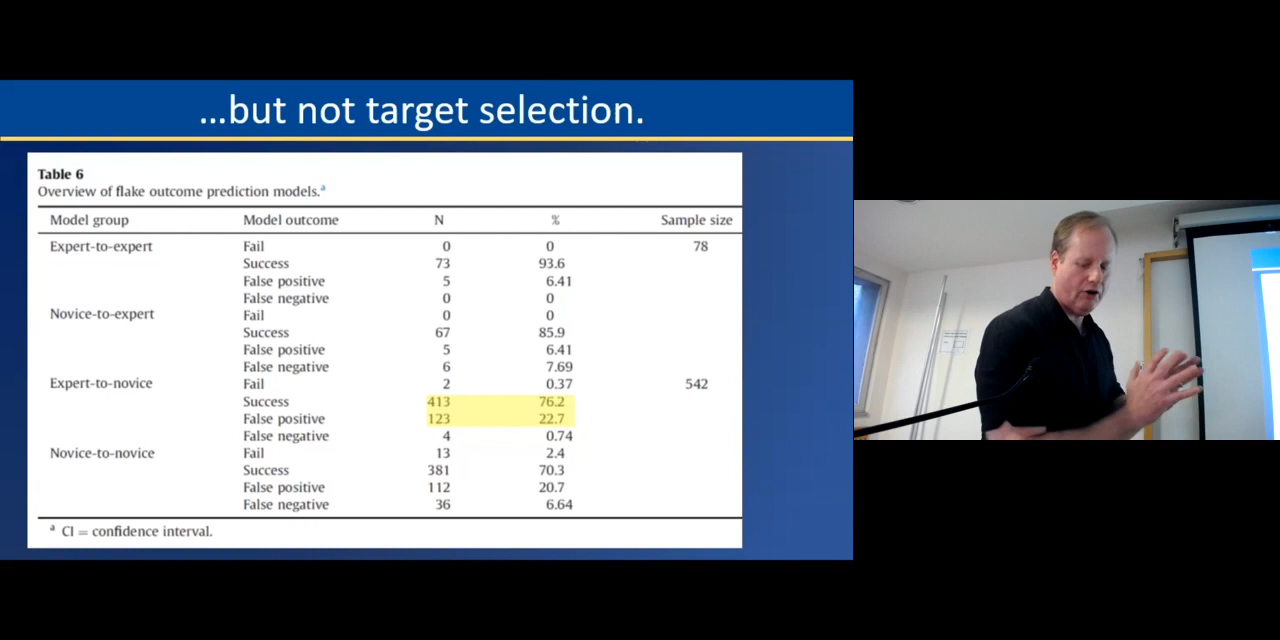 ...but not target selection.
Table 6
Overview of flake outcome prediction models.a
Model group Model outcome N % Sample size
Expert-to-expert Fail 0 0 78
Success 73 93.6
False positive 5 6.41
False negative 0 0
Novice-to-expert Fail 0 0
Success 67 85.9
False positive 5 6.41
False negative 6 7.69
Expert-to-novice Fail 2 0.37 542
Success 413 76.2
False positive 123 22.7
False negative 4 0.74
Novice-to-novice Fail 13 2.4
Success 381 70.3
False positive 112 20.7
False negative 36 6.64
a CI = confidence interval.